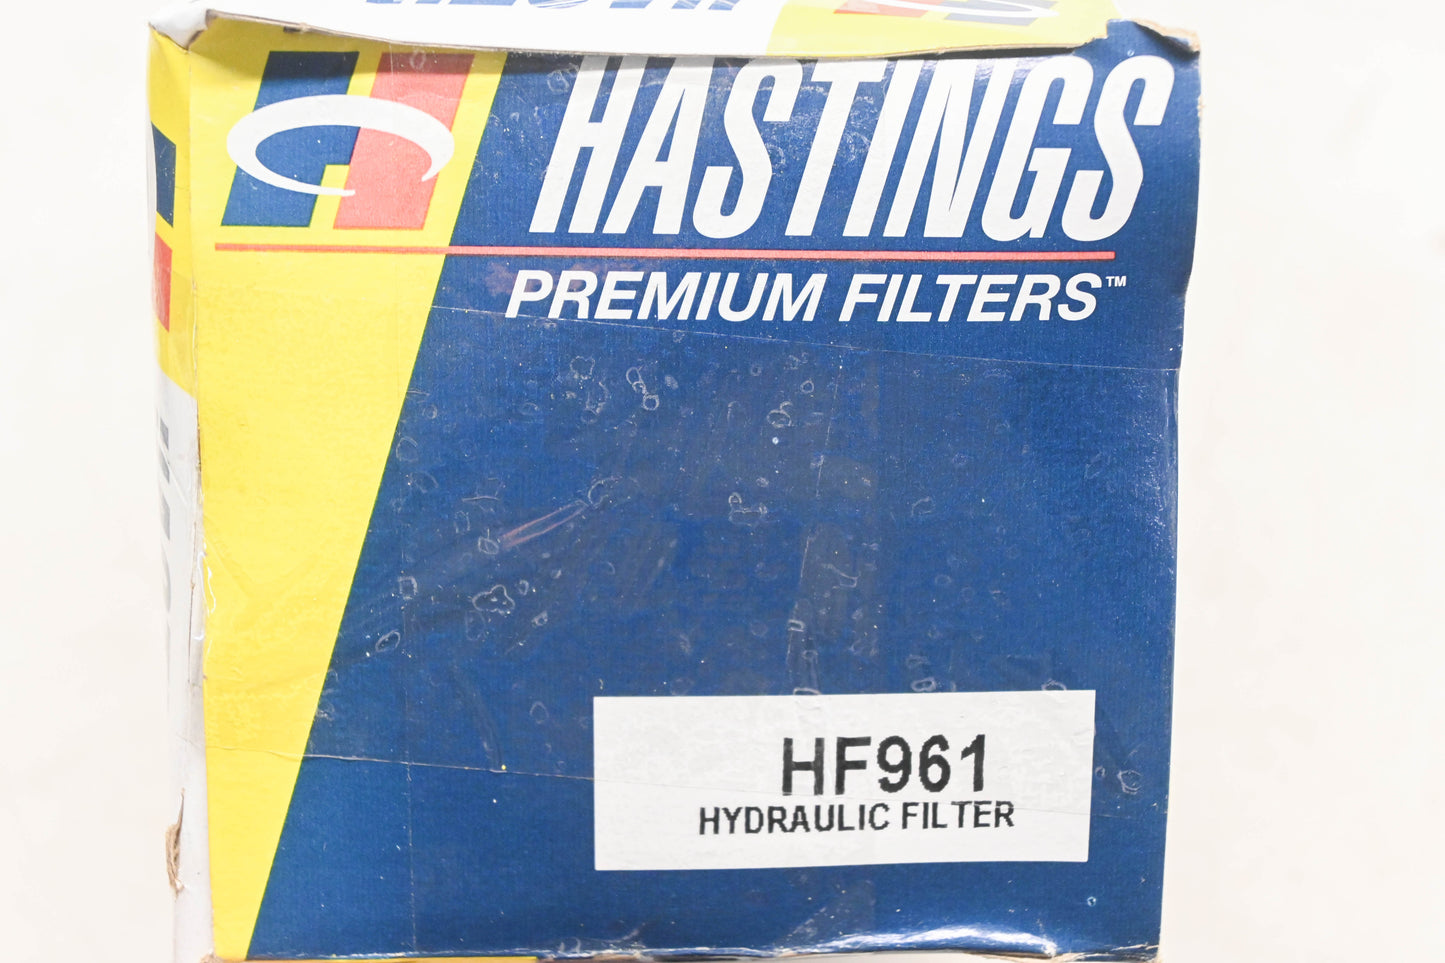 HASTINGS
PREMIUM FILTERS™
HF961
HYDRAULIC FILTER